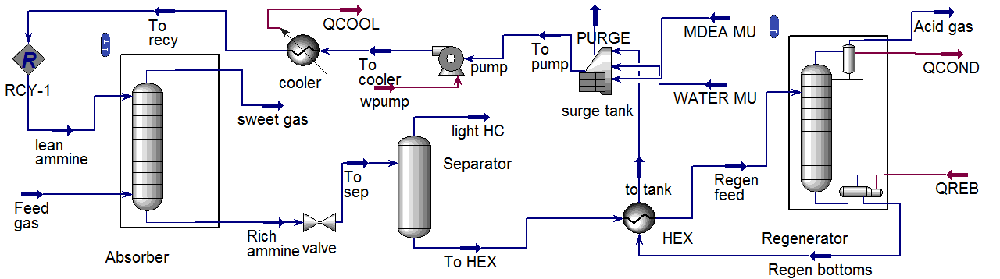 To
recy
QCOOL
PURGE
MDEA MU
Acid gas
R
RCY-1
cooler
To
cooler
pump
To
pump
QCOND
wpump
WATER MU
surge tank
sweet gas
light HC
lean
ammine
Separator
To
sep
to tank
Regen
feed
QREB
Feed
gas
Rich
ammine
valve
HEX
Regenerator
Absorber
To HEX
Regen bottoms